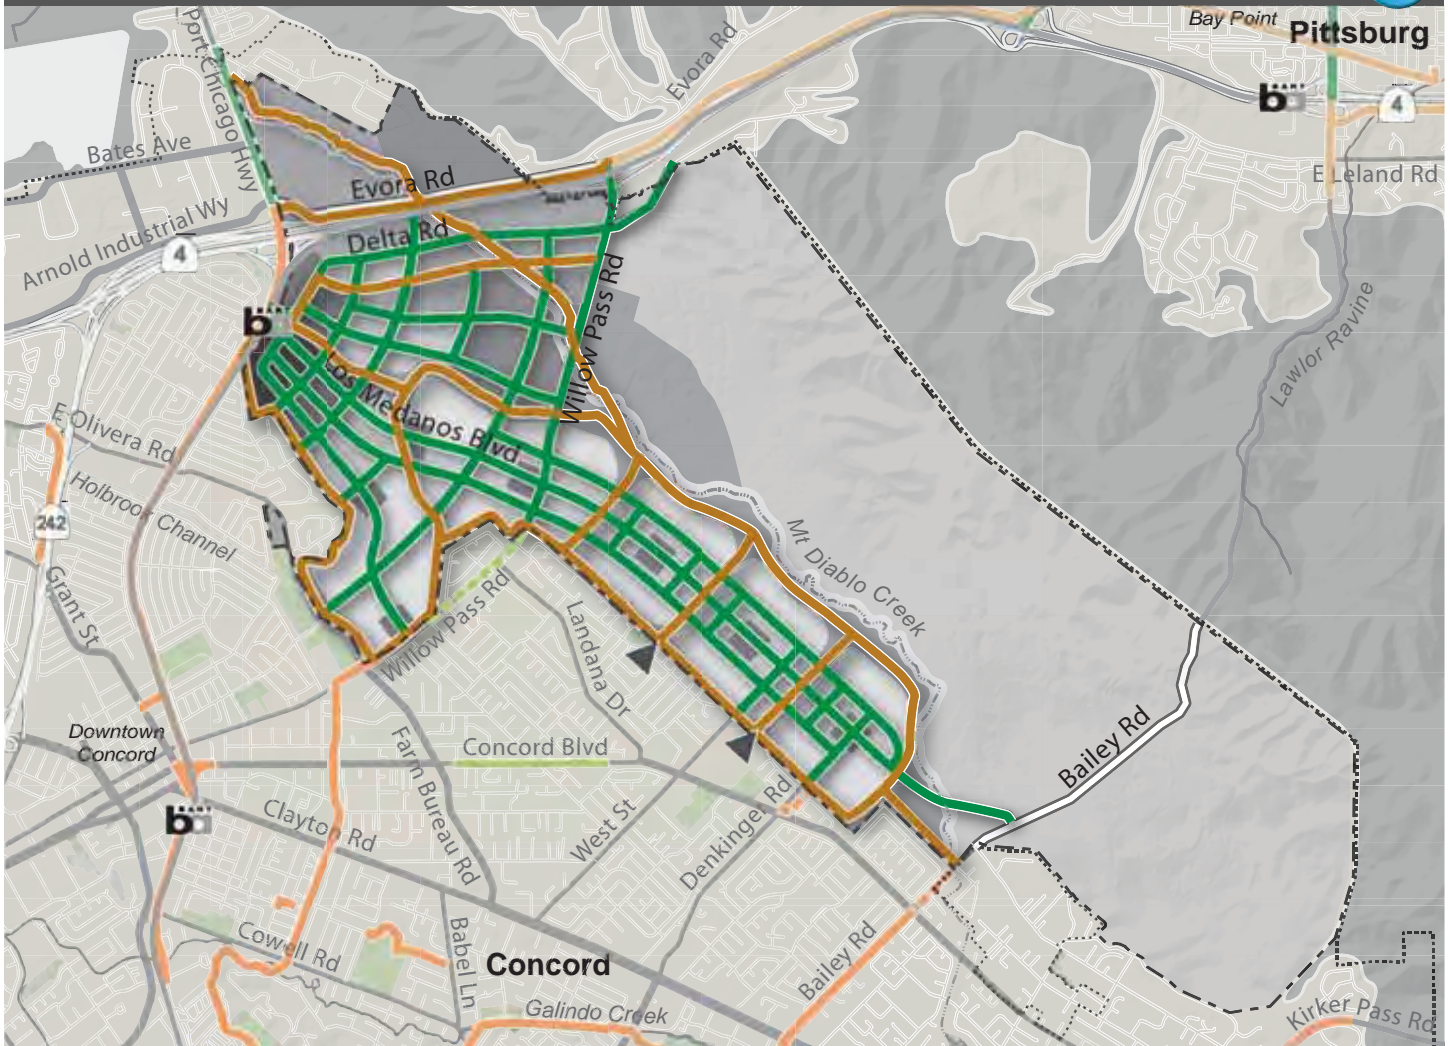 Bay Point
Pittsburg
Port Chicago Hwy
Evora Rd
ba
4
Bates Ave
E Leland Rd
Evora Rd
Arnold Industrial Wy
Delta Rd
4
Willow Pass Rd
b
Lawlor Ravine
Los Medanos Blvd
E Olivera Rd
Holbrook Channel
242
Mt Diablo Creek
Grant St
Willow Pass Rd
Landana Dr
Bailey Rd
Downtown
Concord
Concord Blvd
Farm Bureau Rd
ba
Clayton Rd
West St
Denkinger Rd
Cowell Rd
Babel Ln
Concord
Bailey Rd
Galindo Creek
Kirker Pass Rd